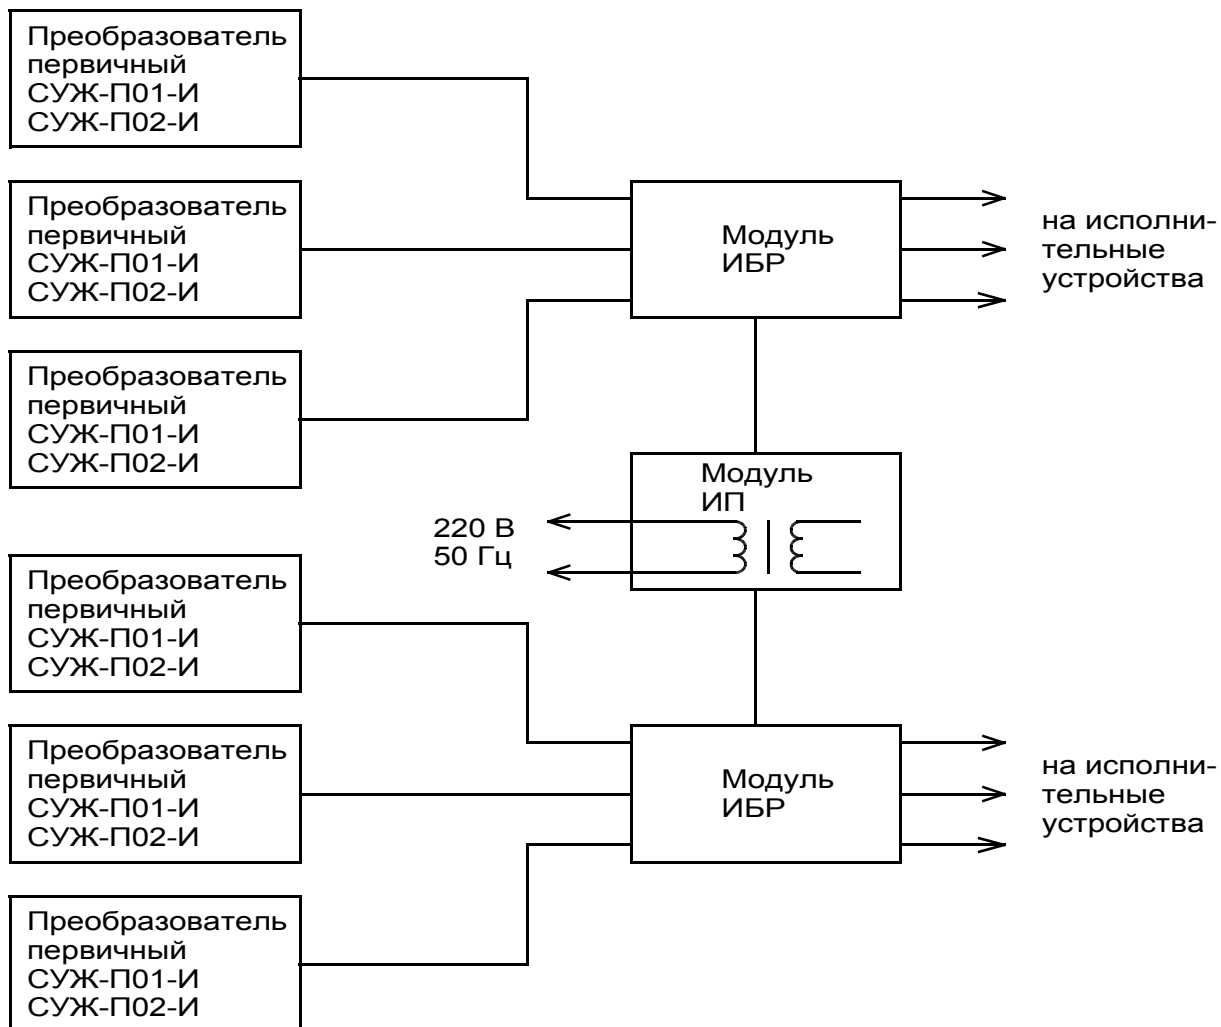 Преобразователь
первичный
СУЖ-П01-И
СУЖ-П02-И
Преобразователь
первичный
СУЖ-П01-И
СУЖ-П02-И
Модуль
ИБР
на исполни-
тельные
устройства
Преобразователь
первичный
СУЖ-П01-И
СУЖ-П02-И
Модуль
ИП
220 В
50 Гц
Преобразователь
первичный
СУЖ-П01-И
СУЖ-П02-И
Преобразователь
первичный
СУЖ-П01-И
СУЖ-П02-И
Модуль
ИБР
на исполни-
тельные
устройства
Преобразователь
первичный
СУЖ-П01-И
СУЖ-П02-И